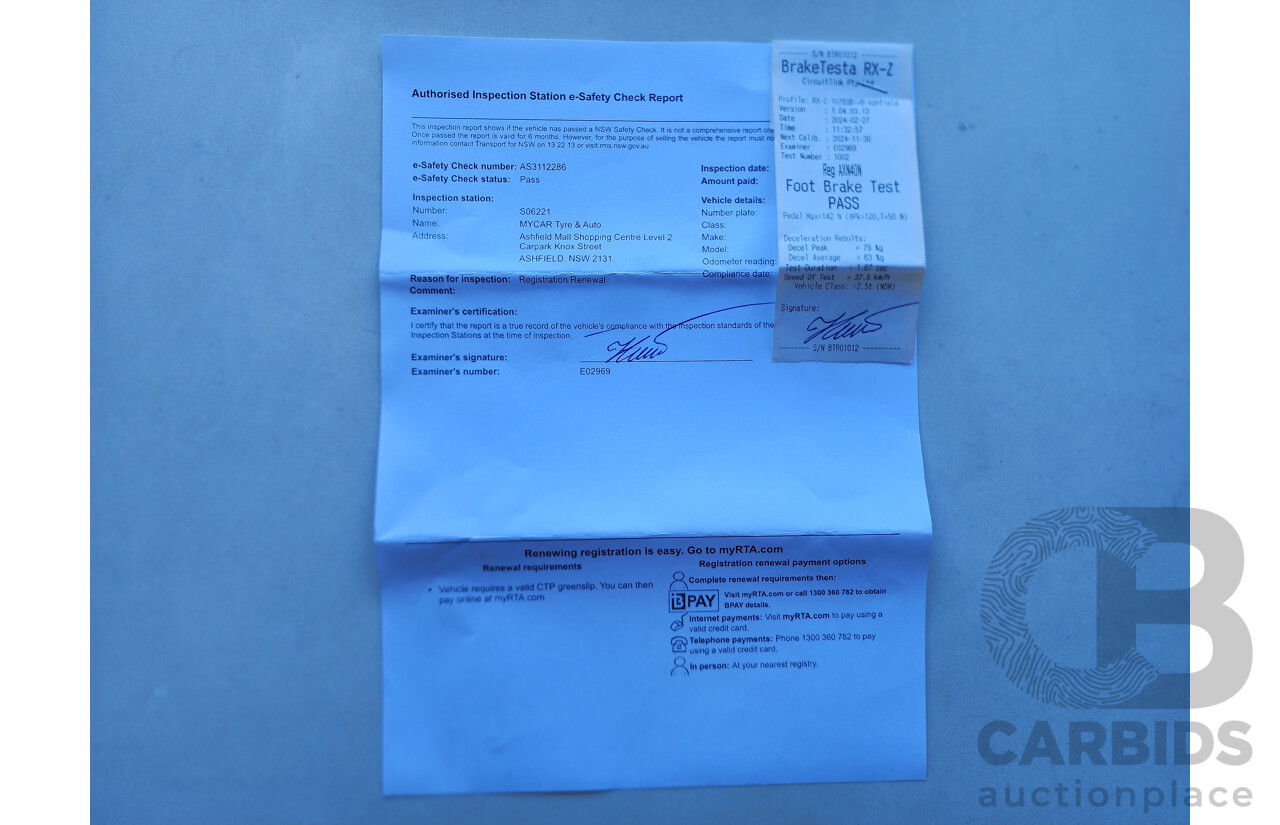 Authorised Inspection Station e-Safety Check Report
This inspection report shows if the vehicle has passed a NSW Safety Check. It is not a comprehensive report
Once passed the report is valid for 6 months. However, for the purpose of selling the vehicle the report must
information contact Transport for NSW on 13 22 13 or visit rms.nsw.gov.au
e-Safety Check number: AS3112286
e-Safety Check status: Pass
Inspection station:
Number: S06221
Name: MYCAR Tyre & Auto
Address: Ashfield Mall Shopping Centre Level 2
Carpark Knox Street
ASHFIELD, NSW 2131
Inspection date:
Amount paid:
Vehicle details:
Number plate:
Class:
Make:
Model:
Odometer reading:
Compliance date:
Reason for inspection: Registration Renewal
Comment:
Examiner's certification:
I certify that the report is a true record of the vehicle's compliance with the inspection standards of the
Inspection Stations at the time of inspection.
Examiner's signature:
Examiner's number: E02969
S/N BTR01012
BrakeTesta RX-Z
Circuitlink Pty Ltd
Profile:
Version : 1.04.03.13
Date : 2024-02-27
Time : 11:32:57
Next Calib. : 2024-11-30
Examiner : E02969
Test Number : 1002
Reg AXN40N
Foot Brake Test
PASS
Pedal Max=142 N (#Pk=120,T=50 N)
Deceleration Results:
Decel Peak = 79 %g
Decel Average = 63 %g
Test Duration = 1.67 sec
Speed Of Test = 37.5 km/h
Vehicle Class: <2.5t (NSW)
Signature:
S/N BTR01012
Renewing registration is easy. Go to myRTA.com
Renewal requirements
• Vehicle requires a valid CTP greenslip. You can then
pay online at myRTA.com
Registration renewal payment options
Complete renewal requirements then:
B PAY Visit myRTA.com or call 1300 360 782 to obtain
BPAY details.
Internet payments: Visit myRTA.com to pay using a
valid credit card.
Telephone payments: Phone 1300 360 782 to pay
using a valid credit card.
In person: At your nearest registry.
CB
CARBIDS
auctionplace